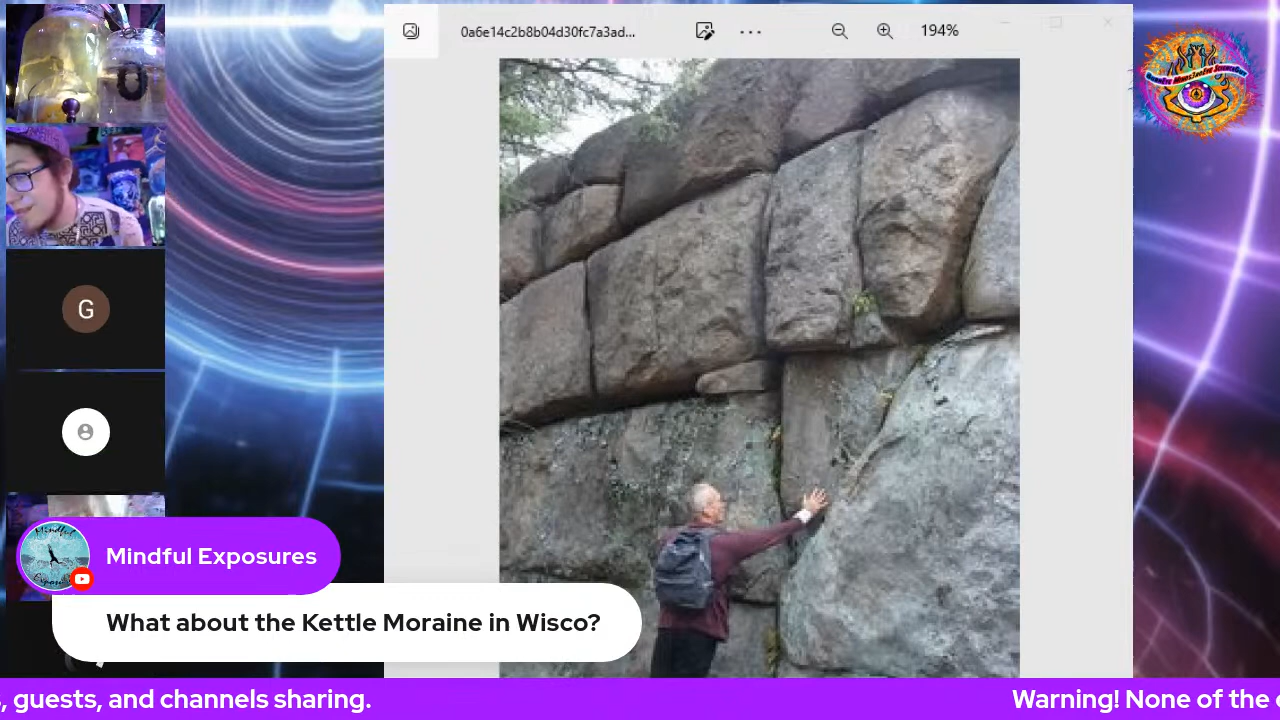 0a6e14c2b8b04d30fc7a3ad...
194%
G
Mindful Exposures
What about the Kettle Moraine in Wisco?
, guests, and channels sharing.
Warning! None of the